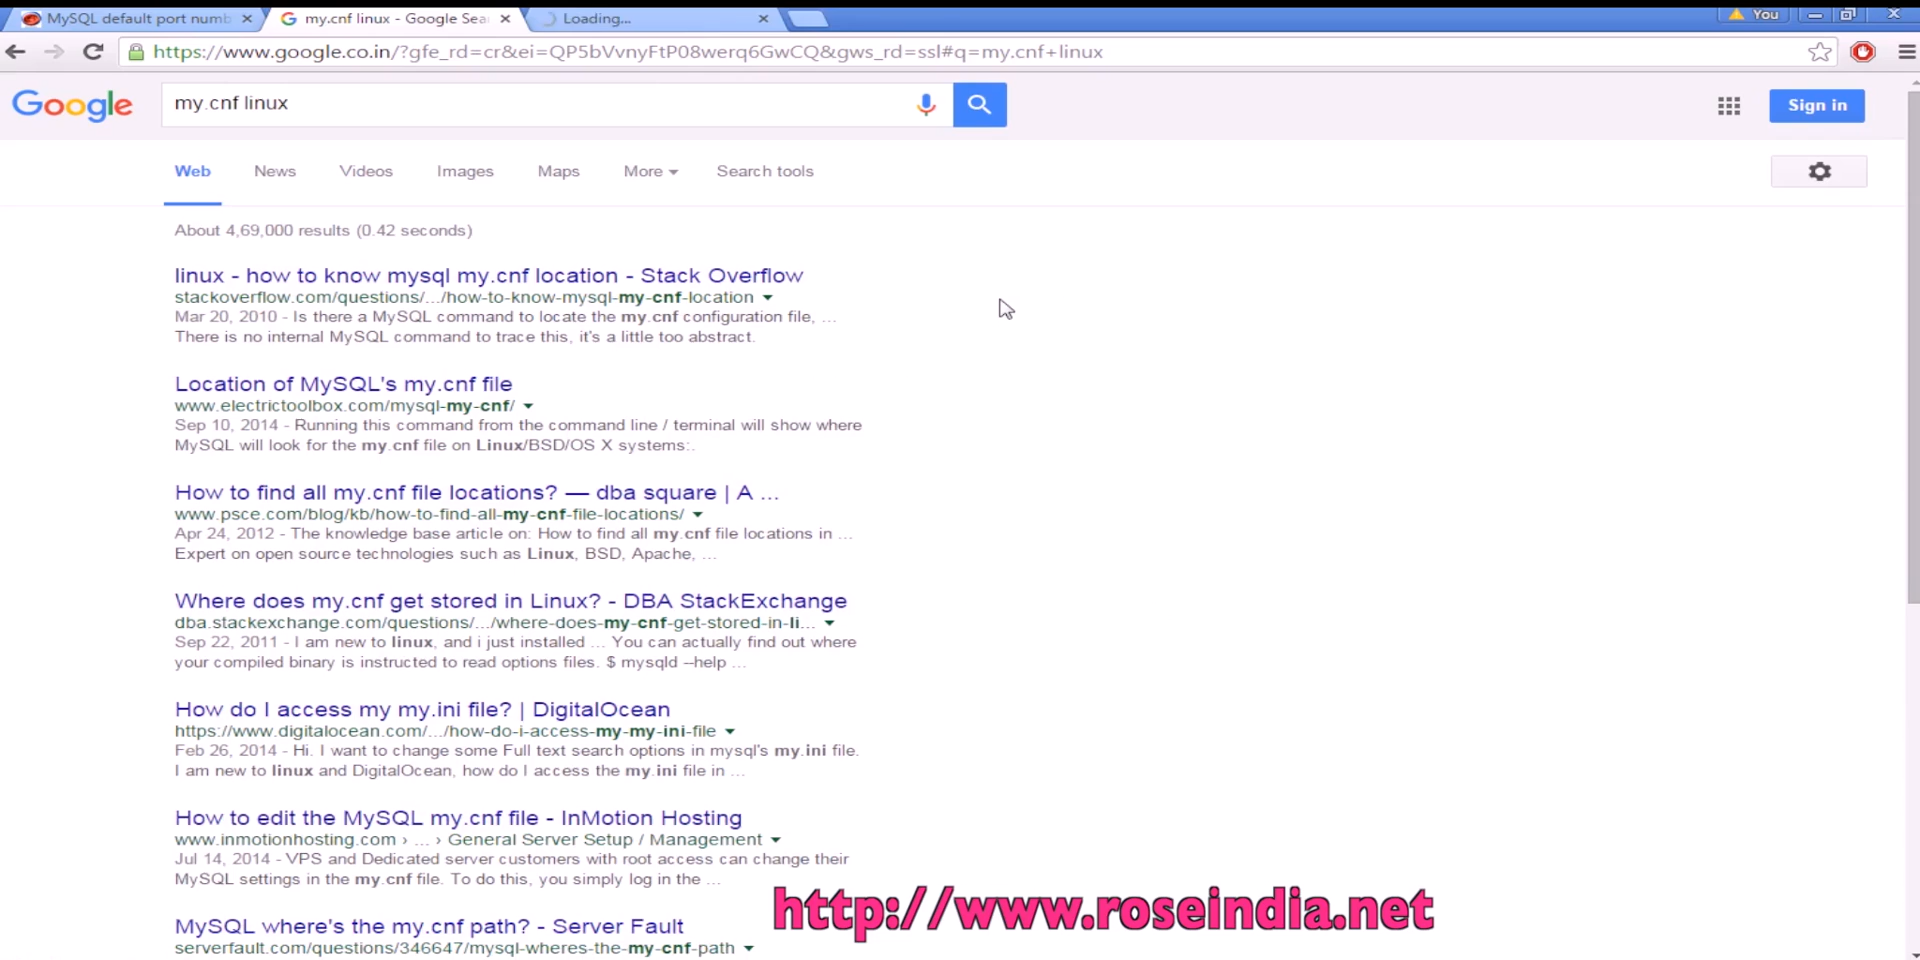 MySQL default port numb
my.cnf linux - Google Sea
Loading...
You
https://www.google.co.in/?gfe_rd=cr&ei=QP5bVvnyFtP08werq6GwCQ&gws_rd=ssl#q=my.cnf+linux
Google
my.cnf linux
Sign in
Web News Videos Images Maps More Search tools
About 4,69,000 results (0.42 seconds)
linux - how to know mysql my.cnf location - Stack Overflow
stackoverflow.com/questions/.../how-to-know-mysql-my-cnf-location
Mar 20, 2010 - Is there a MySQL command to locate the my.cnf configuration file, ...
There is no internal MySQL command to trace this, it's a little too abstract.
Location of MySQL's my.cnf file
www.electrictoolbox.com/mysql-my-cnf/
Sep 10, 2014 - Running this command from the command line / terminal will show where
MySQL will look for the my.cnf file on Linux/BSD/OS X systems:.
How to find all my.cnf file locations? — dba square | A ...
www.psce.com/blog/kb/how-to-find-all-my-cnf-file-locations/
Apr 24, 2012 - The knowledge base article on: How to find all my.cnf file locations in ...
Expert on open source technologies such as Linux, BSD, Apache, ...
Where does my.cnf get stored in Linux? - DBA StackExchange
dba.stackexchange.com/questions/.../where-does-my-cnf-get-stored-in-li...
Sep 22, 2011 - I am new to linux, and i just installed ... You can actually find out where
your compiled binary is instructed to read options files. $ mysqld --help ...
How do I access my my.ini file? | DigitalOcean
https://www.digitalocean.com/.../how-do-i-access-my-my-ini-file
Feb 26, 2014 - Hi. I want to change some Full text search options in mysql's my.ini file.
I am new to linux and DigitalOcean, how do I access the my.ini file in ...
How to edit the MySQL my.cnf file - InMotion Hosting
www.inmotionhosting.com › ... › General Server Setup / Management
Jul 14, 2014 - VPS and Dedicated server customers with root access can change their
MySQL settings in the my.cnf file. To do this, you simply log in the ...
http://www.roseindia.net
MySQL where's the my.cnf path? - Server Fault
serverfault.com/questions/346647/mysql-wheres-the-my-cnf-path